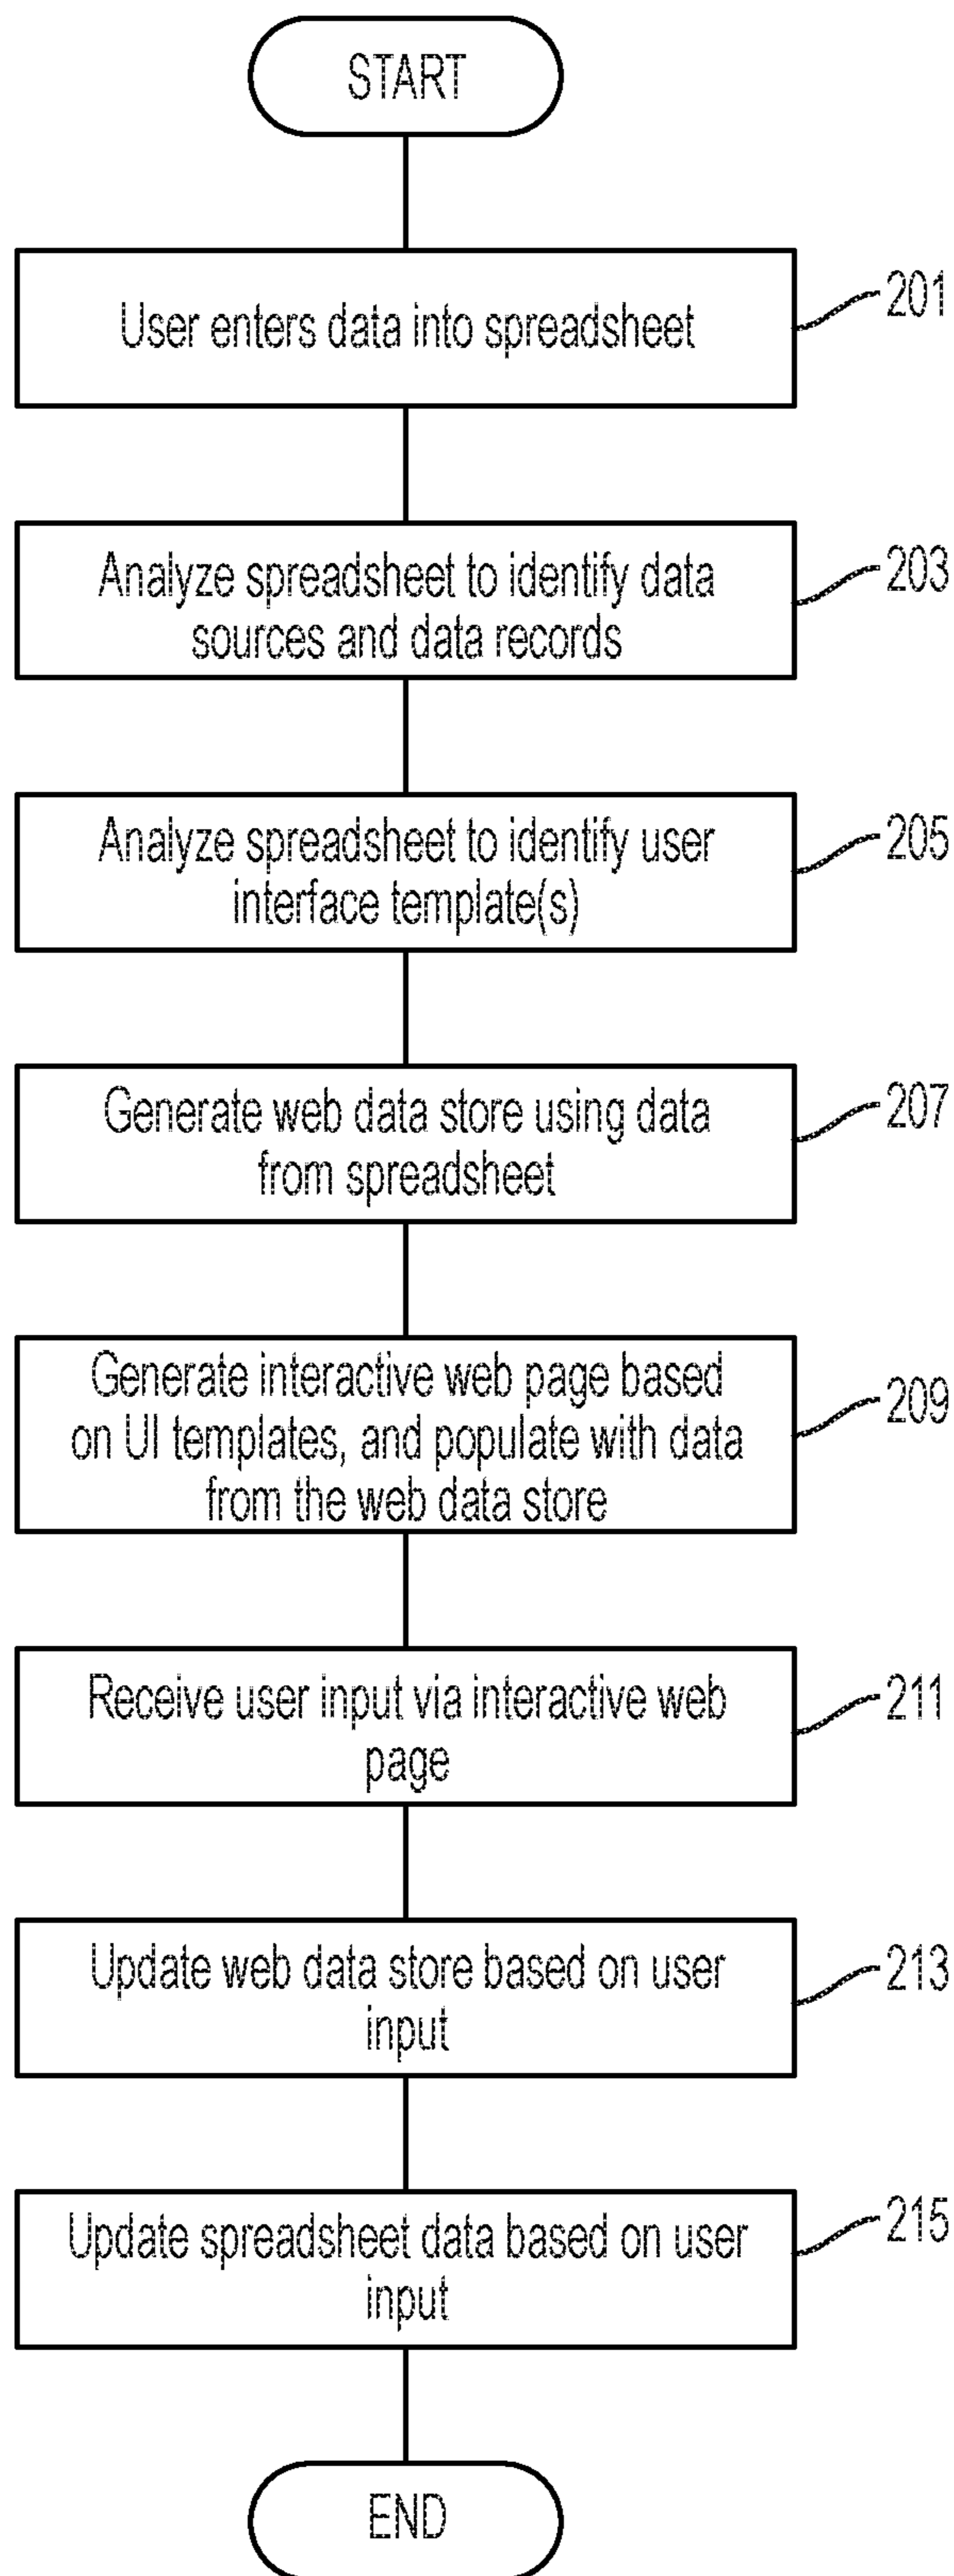 START
User enters data into spreadsheet
201
Analyze spreadsheet to identify data
sources and data records
203
Analyze spreadsheet to identify user
interface template(s)
205
Generate web data store using data
from spreadsheet
207
Generate interactive web page based
on UI templates, and populate with data
from the web data store
209
Receive user input via interactive web
page
211
Update web data store based on user
input
213
Update spreadsheet data based on user
input
215
END